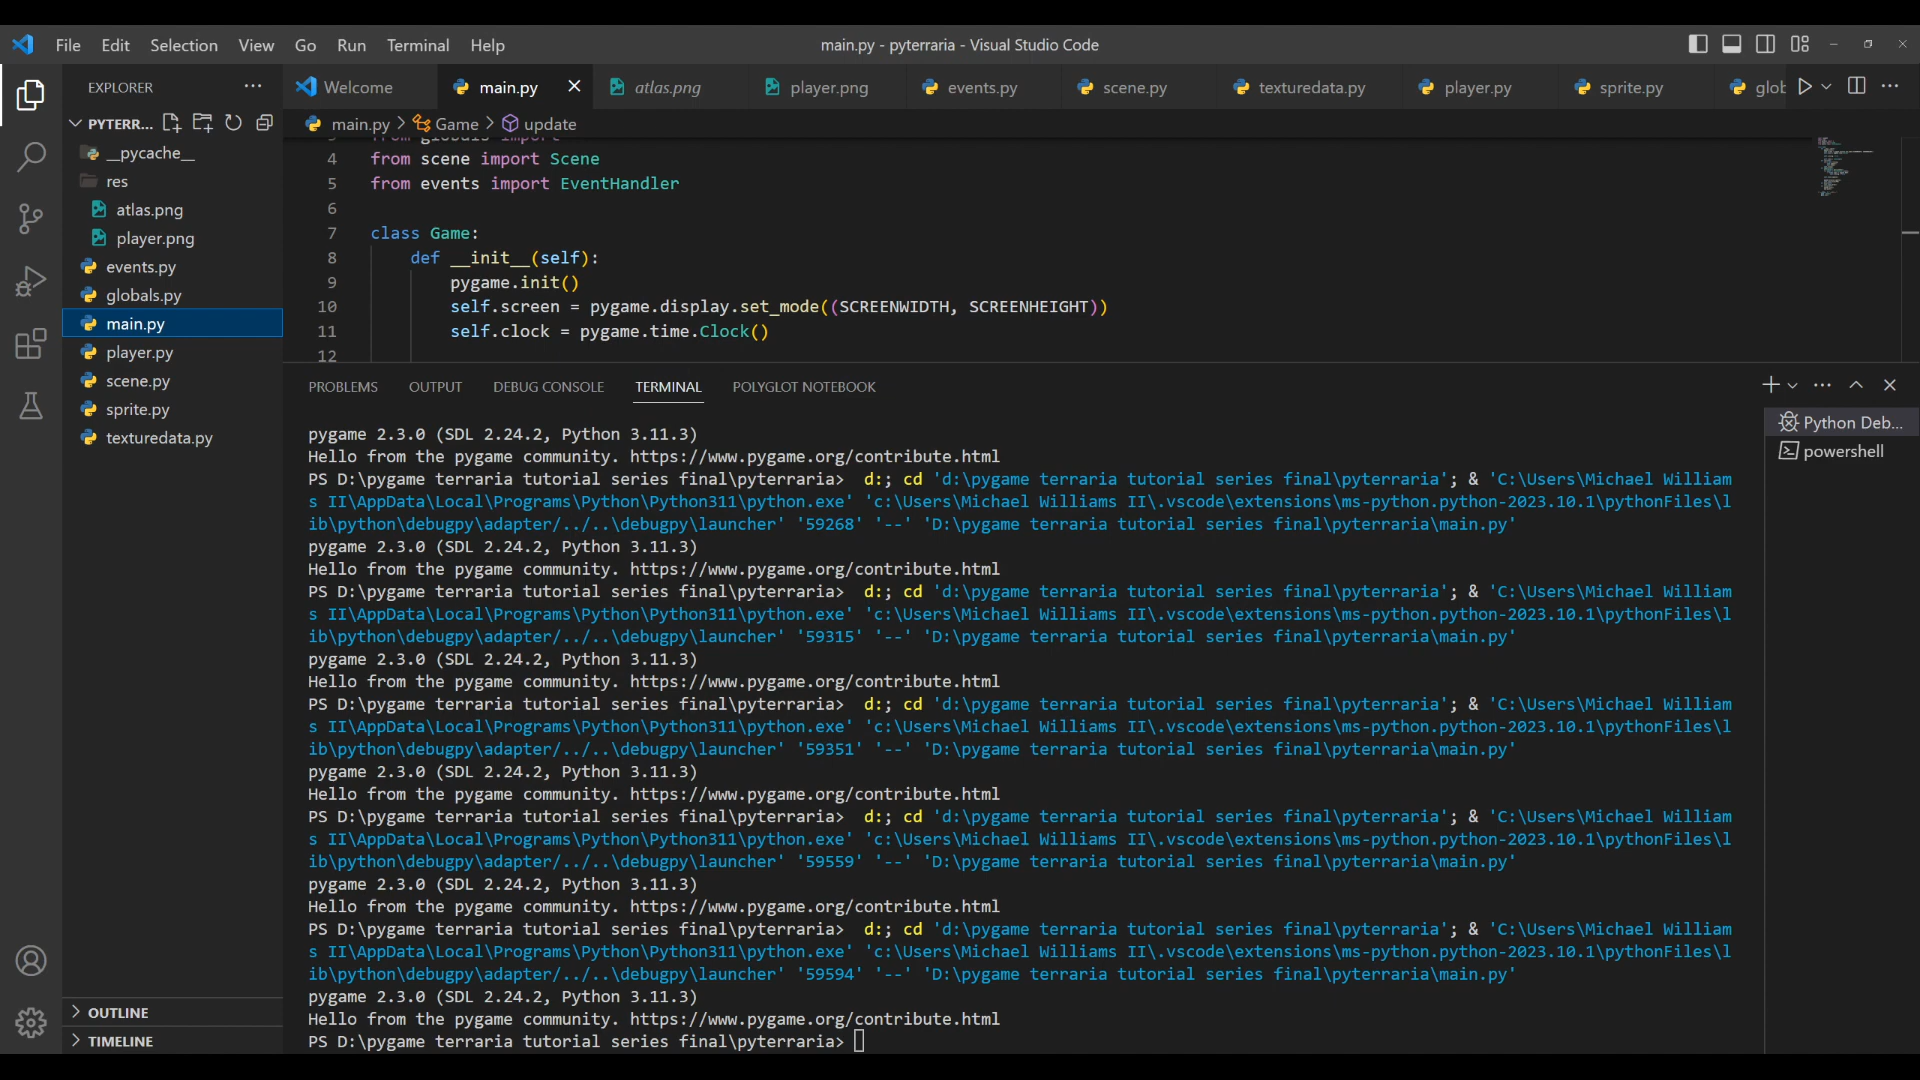 File Edit Selection View Go Run Terminal Help
main.py - pyterraria - Visual Studio Code
EXPLORER
Welcome
main.py
atlas.png
player.png
events.py
scene.py
texturedata.py
player.py
sprite.py
glob
PYTERR...
main.py > Game > update
__pycache__
res
atlas.png
player.png
events.py
globals.py
main.py
player.py
scene.py
sprite.py
texturedata.py
4 from scene import Scene
5 from events import EventHandler
6
7 class Game:
8 def __init__(self):
9 pygame.init()
10 self.screen = pygame.display.set_mode((SCREENWIDTH, SCREENHEIGHT))
11 self.clock = pygame.time.Clock()
12
PROBLEMS OUTPUT DEBUG CONSOLE TERMINAL POLYGLOT NOTEBOOK
Python Deb...
powershell
pygame 2.3.0 (SDL 2.24.2, Python 3.11.3)
Hello from the pygame community. https://www.pygame.org/contribute.html
PS D:\pygame terraria tutorial series final\pyterraria> d:; cd 'd:\pygame terraria tutorial series final\pyterraria'; & 'C:\Users\Michael William
s II\AppData\Local\Programs\Python\Python311\python.exe' 'c:\Users\Michael Williams II\.vscode\extensions\ms-python.python-2023.10.1\pythonFiles\l
ib\python\debugpy\adapter/../..\debugpy\launcher' '59268' '--' 'D:\pygame terraria tutorial series final\pyterraria\main.py'
pygame 2.3.0 (SDL 2.24.2, Python 3.11.3)
Hello from the pygame community. https://www.pygame.org/contribute.html
PS D:\pygame terraria tutorial series final\pyterraria> d:; cd 'd:\pygame terraria tutorial series final\pyterraria'; & 'C:\Users\Michael William
s II\AppData\Local\Programs\Python\Python311\python.exe' 'c:\Users\Michael Williams II\.vscode\extensions\ms-python.python-2023.10.1\pythonFiles\l
ib\python\debugpy\adapter/../..\debugpy\launcher' '59315' '--' 'D:\pygame terraria tutorial series final\pyterraria\main.py'
pygame 2.3.0 (SDL 2.24.2, Python 3.11.3)
Hello from the pygame community. https://www.pygame.org/contribute.html
PS D:\pygame terraria tutorial series final\pyterraria> d:; cd 'd:\pygame terraria tutorial series final\pyterraria'; & 'C:\Users\Michael William
s II\AppData\Local\Programs\Python\Python311\python.exe' 'c:\Users\Michael Williams II\.vscode\extensions\ms-python.python-2023.10.1\pythonFiles\l
ib\python\debugpy\adapter/../..\debugpy\launcher' '59351' '--' 'D:\pygame terraria tutorial series final\pyterraria\main.py'
pygame 2.3.0 (SDL 2.24.2, Python 3.11.3)
Hello from the pygame community. https://www.pygame.org/contribute.html
PS D:\pygame terraria tutorial series final\pyterraria> d:; cd 'd:\pygame terraria tutorial series final\pyterraria'; & 'C:\Users\Michael William
s II\AppData\Local\Programs\Python\Python311\python.exe' 'c:\Users\Michael Williams II\.vscode\extensions\ms-python.python-2023.10.1\pythonFiles\l
ib\python\debugpy\adapter/../..\debugpy\launcher' '59559' '--' 'D:\pygame terraria tutorial series final\pyterraria\main.py'
pygame 2.3.0 (SDL 2.24.2, Python 3.11.3)
Hello from the pygame community. https://www.pygame.org/contribute.html
PS D:\pygame terraria tutorial series final\pyterraria> d:; cd 'd:\pygame terraria tutorial series final\pyterraria'; & 'C:\Users\Michael William
s II\AppData\Local\Programs\Python\Python311\python.exe' 'c:\Users\Michael Williams II\.vscode\extensions\ms-python.python-2023.10.1\pythonFiles\l
ib\python\debugpy\adapter/../..\debugpy\launcher' '59594' '--' 'D:\pygame terraria tutorial series final\pyterraria\main.py'
pygame 2.3.0 (SDL 2.24.2, Python 3.11.3)
Hello from the pygame community. https://www.pygame.org/contribute.html
PS D:\pygame terraria tutorial series final\pyterraria>
OUTLINE
TIMELINE